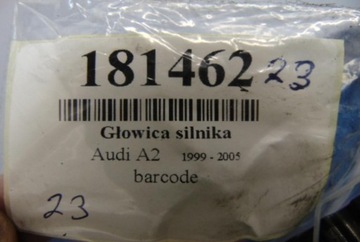 181462 23
Głowica silnika
Audi A2 1999 - 2005
barcode
23